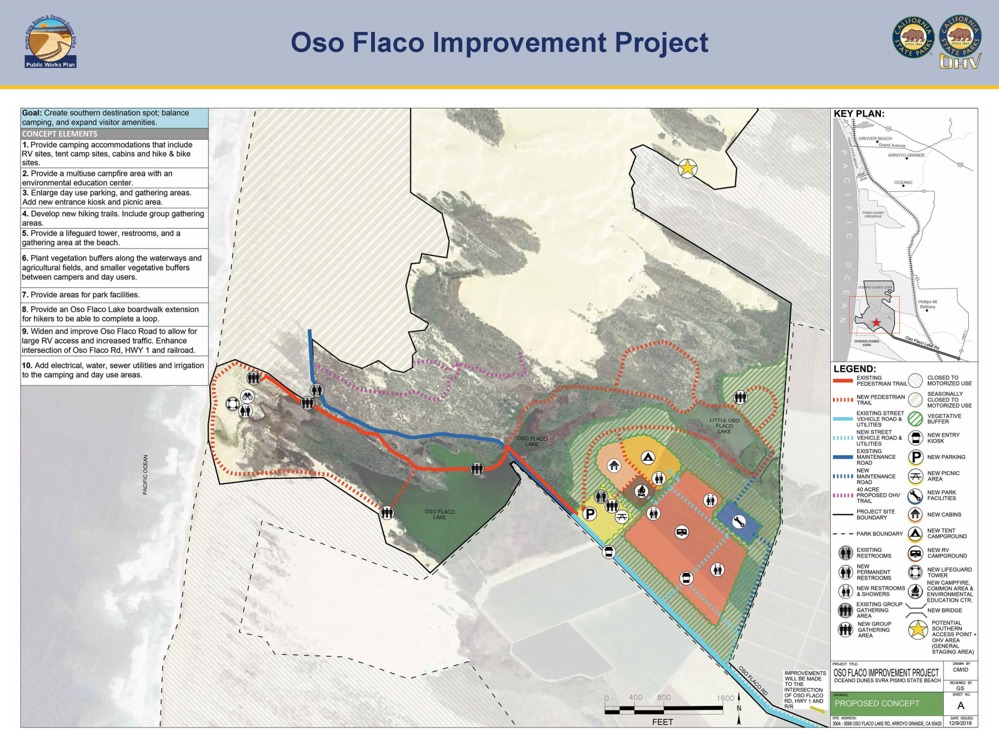 Pismo State Beach & Oceano Dunes SVRA
Public Works Plan
Oso Flaco Improvement Project
CALIFORNIA
SINCE 1864
STATE PARKS
®
CALIFORNIA
SINCE 1864
STATE PARKS
OHV
Goal: Create southern destination spot; balance
camping, and expand visitor amenities.
CONCEPT ELEMENTS
1. Provide camping accommodations that include
RV sites, tent camp sites, cabins and hike & bike
sites.
2. Provide a multiuse campfire area with an
environmental education center.
3. Enlarge day use parking, and gathering areas.
Add new entrance kiosk and picnic area.
4. Develop new hiking trails. Include group gathering
areas.
5. Provide a lifeguard tower, restrooms, and a
gathering area at the beach.
6. Plant vegetation buffers along the waterways and
agricultural fields, and smaller vegetative buffers
between campers and day users.
7. Provide areas for park facilities.
8. Provide an Oso Flaco Lake boardwalk extension
for hikers to be able to complete a loop.
9. Widen and improve Oso Flaco Road to allow for
large RV access and increased traffic. Enhance
intersection of Oso Flaco Rd, HWY 1 and railroad.
10. Add electrical, water, sewer utilities and irrigation
to the camping and day use areas.
PACIFIC OCEAN
OSO FLACO
LAKE
LITTLE OSO
FLACO
LAKE
OSO FLACO
LAKE
P
OSO FLACO RD
IMPROVEMENTS
WILL BE MADE
TO THE
INTERSECTION
OF OSO FLACO
RD, HWY 1 AND
R/R
0 400 800 1600
FEET
N
KEY PLAN:
101
GROVER BEACH
Grand Avenue
ARROYO GRANDE
101
PISMO STATE BEACH
Pier
Ave
OCEANO
1
PACIFIC OCEAN
PISMO DUNES
PRESERVE
1
OCEANO DUNES SVRA
Phillips 66
Refinery
OCEANO DUNES
SVRA
Oso Flaco Lake Rd
HWY 1
1
LEGEND:
EXISTING
PEDESTRIAN TRAIL
NEW PEDESTRIAN
TRAIL
EXISTING STREET
VEHICLE ROAD &
UTILITIES
NEW STREET
VEHICLE ROAD &
UTILITIES
EXISTING
MAINTENANCE
ROAD
NEW
MAINTENANCE
ROAD
40 ACRE
PROPOSED OHV
TRAIL
PROJECT SITE
BOUNDARY
PARK BOUNDARY
EXISTING
RESTROOMS
NEW
PERMANENT
RESTROOMS
NEW RESTROOMS
& SHOWERS
EXISTING GROUP
GATHERING
AREA
NEW GROUP
GATHERING
AREA
CLOSED TO
MOTORIZED USE
SEASONALLY
CLOSED TO
MOTORIZED USE
VEGETATIVE
BUFFER
NEW ENTRY
KIOSK
P NEW PARKING
NEW PICNIC
AREA
NEW PARK
FACILITIES
NEW CABINS
NEW TENT
CAMPGROUND
NEW RV
CAMPGROUND
NEW LIFEGUARD
TOWER
NEW CAMPFIRE,
COMMON AREA &
ENVIRONMENTAL
EDUCATION CTR.
NEW BRIDGE
POTENTIAL
SOUTHERN
ACCESS POINT +
OHV AREA
(GENERAL
STAGING AREA)
PROJECT TITLE:
OSO FLACO IMPROVEMENT PROJECT
OCEANO DUNES SVRA PISMO STATE BEACH
DRAWN BY
CM/ID
REVIEWED BY
GS
DRAWING:
PROPOSED CONCEPT
SHEET NO.
A
SITE ADDRESS:
3004 - 3098 OSO FLACO LAKE RD, ARROYO GRANDE, CA 93420
DATE ISSUED:
12/9/2019